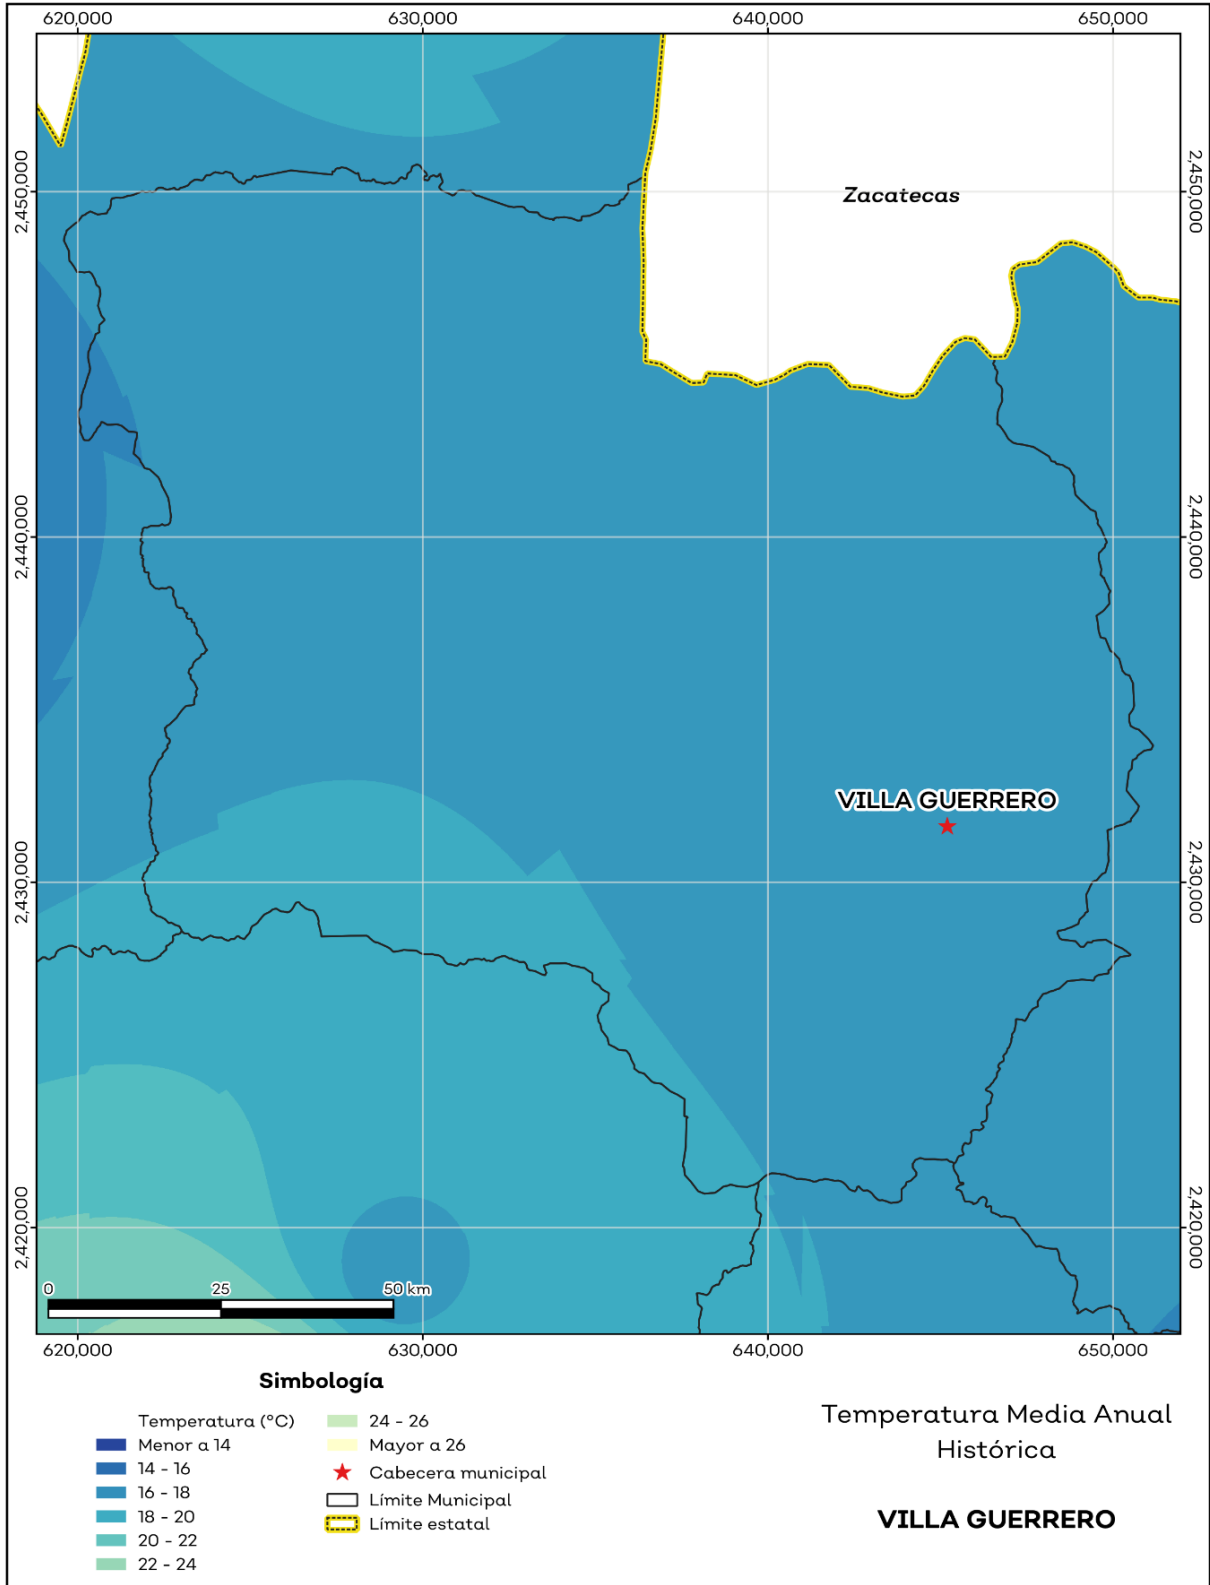 620,000
630,000
640,000
650,000
2,450,000
2,450,000
Zacatecas
2,440,000
2,440,000
VILLA GUERRERO
2,430,000
2,430,000
2,420,000
2,420,000
0
25
50 km
620,000
630,000
640,000
650,000
Simbología
Temperatura (°C)
Menor a 14
14 - 16
16 - 18
18 - 20
20 - 22
22 - 24
24 - 26
Mayor a 26
Cabecera municipal
Límite Municipal
Límite estatal
Temperatura Media Anual
Histórica
VILLA GUERRERO